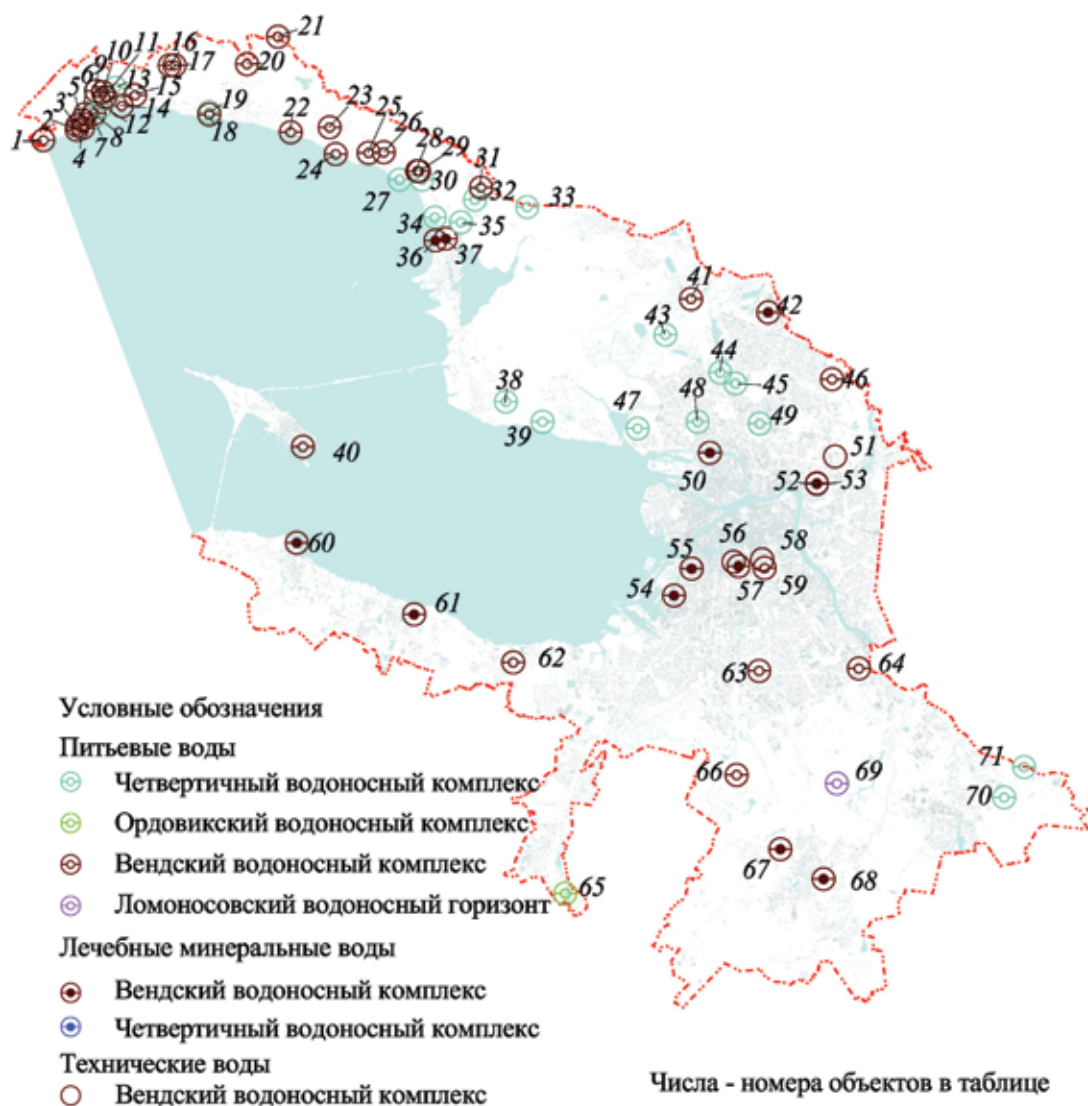 21
10 11 16
9 17 20
6 13 15
5
3 19 23 25 26
2 14 22 28 29
1 12 18
8 31
7 24
4 30 32
27 33
34 35
36 37
41
42
43
44
45 46
38 48
47 49
39 51
40 50
52 53
56 58
60 55
57 59
54
61
62 63 64
Условные обозначения
Питьевые воды
66 69 71
Четвертичный водоносный комплекс
70
Ордовикский водоносный комплекс
Вендский водоносный комплекс
67
68
65
Ломоносовский водоносный горизонт
Лечебные минеральные воды
Вендский водоносный комплекс
Четвертичный водоносный комплекс
Технические воды
Вендский водоносный комплекс
Числа - номера объектов в таблице